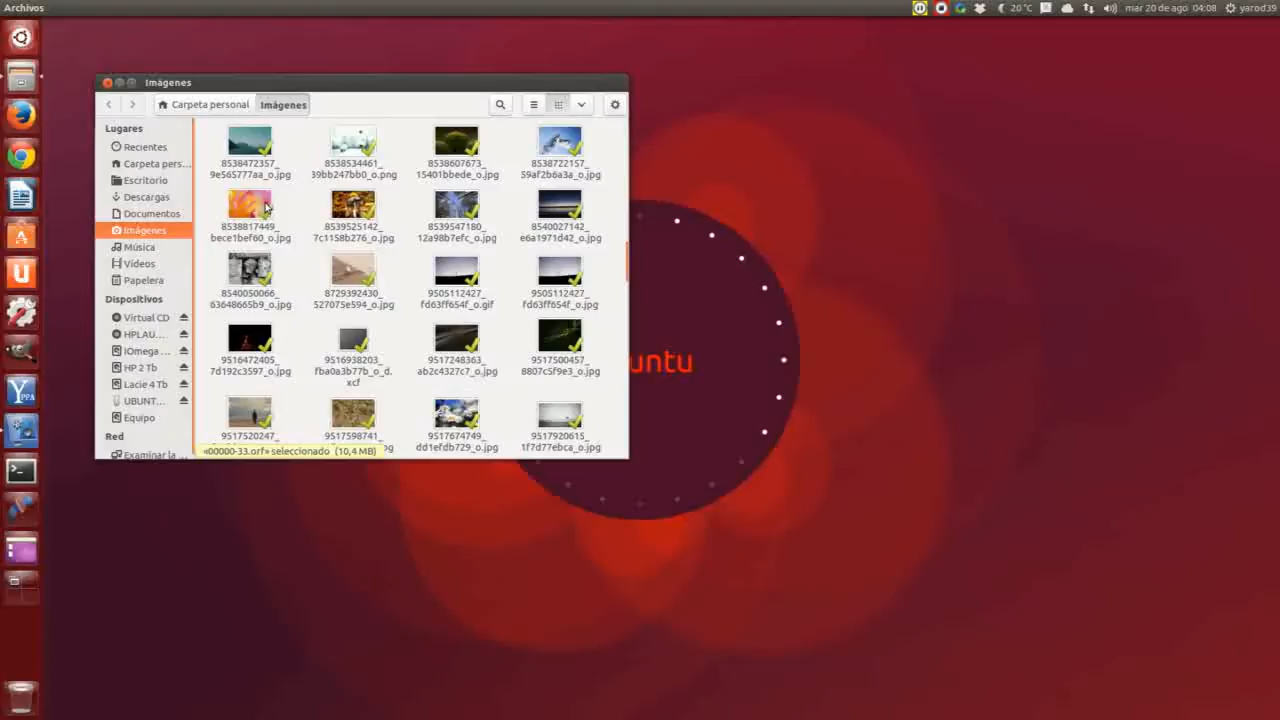 Archivos
20 °C
mar 20 de ago 04:08
yarod39
Imágenes
Carpeta personal
Imágenes
Lugares
Recientes
Carpeta pers...
Escritorio
Descargas
Documentos
Imágenes
Música
Vídeos
Papelera
Dispositivos
Virtual CD
HPLAU...
IOmega ...
HP 2 Tb
Lacie 4 Tb
UBUNT...
Equipo
Red
Examinar la ...
8538472357_
9e565777aa_o.jpg
8538534461_
39bb247bb0_o.png
8538607673_
15401bbede_o.jpg
8538722157_
59af2b6a3a_o.jpg
8538817449_
bece1bef60_o.jpg
8539525142_
7c1158b276_o.jpg
8539547180_
12a98b7efc_o.jpg
8540027142_
e6a1971d42_o.jpg
8540050066_
63648665b9_o.jpg
8729392430_
527075e594_o.jpg
9505112427_
fd63ff654f_o.gif
9505112427_
fd63ff654f_o.jpg
9516472405_
7d192c3597_o.jpg
9516938203_
fba0a3b77b_o_d.
xcf
9517248363_
ab2c4327c7_o.jpg
9517500457_
8807c5f9e3_o.jpg
9517520247_
9517598741_
9517674749_
dd1efdb729_o.jpg
9517920615_
1f7d77ebca_o.jpg
«00000-33.orf» seleccionado (10,4 MB)
untu